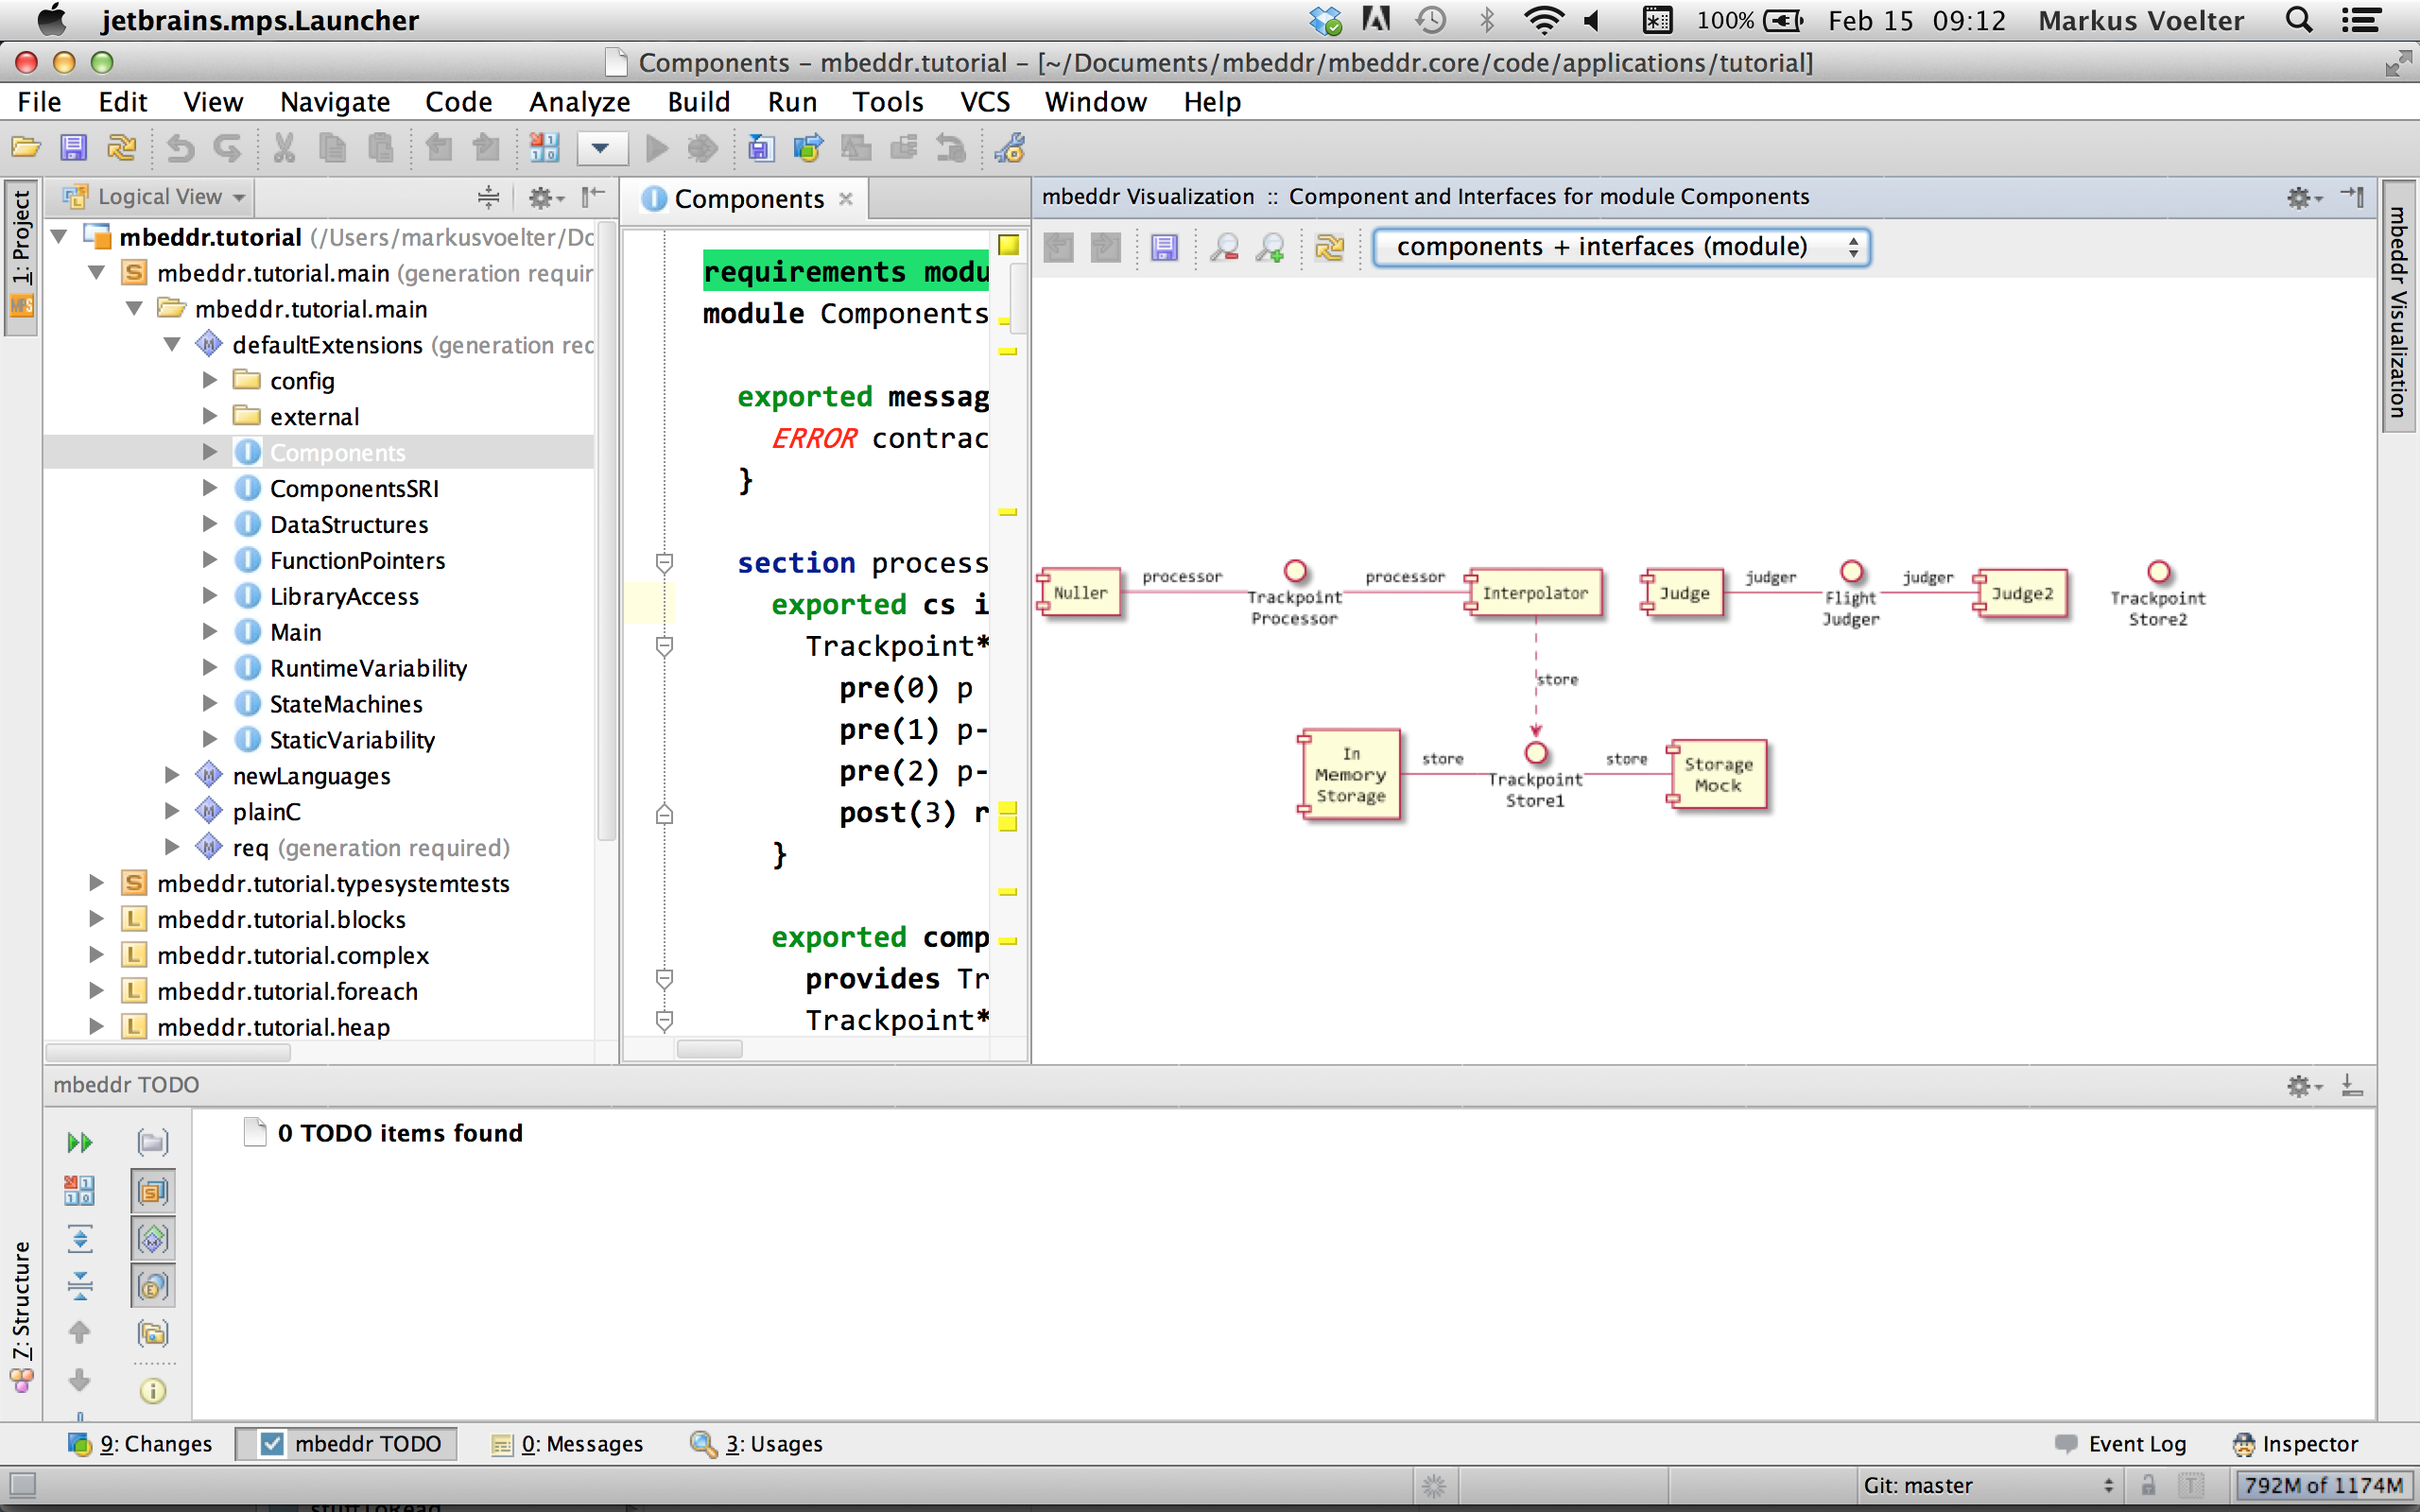 jetbrains.mps.Launcher
100%
Feb 15 09:12
Markus Voelter
Components – mbeddr.tutorial – [~/Documents/mbeddr/mbeddr.core/code/applications/tutorial]
File Edit View Navigate Code Analyze Build Run Tools VCS Window Help
1: Project
MPS
7: Structure
Logical View
mbeddr.tutorial (/Users/markusvoelter/Do
mbeddr.tutorial.main (generation requir
mbeddr.tutorial.main
defaultExtensions (generation rec
config
external
Components
ComponentsSRI
DataStructures
FunctionPointers
LibraryAccess
Main
RuntimeVariability
StateMachines
StaticVariability
newLanguages
plainC
req (generation required)
mbeddr.tutorial.typesystemtests
mbeddr.tutorial.blocks
mbeddr.tutorial.complex
mbeddr.tutorial.foreach
mbeddr.tutorial.heap
Components
requirements modu
module Components
exported messag
ERROR contrac
}
section process
exported cs i
Trackpoint*
pre(0) p
pre(1) p-
pre(2) p-
post(3) r
}
exported comp
provides Tr
Trackpoint*
mbeddr Visualization :: Component and Interfaces for module Components
components + interfaces (module)
Nuller
processor
Trackpoint
Processor
processor
Interpolator
Judge
judger
Flight
Judger
judger
Judge2
Trackpoint
Store2
store
In
Memory
Storage
store
Trackpoint
Store1
store
Storage
Mock
mbeddr Visualization
mbeddr TODO
0 TODO items found
9: Changes
mbeddr TODO
0: Messages
3: Usages
Event Log
Inspector
Git: master
T
792M of 1174M